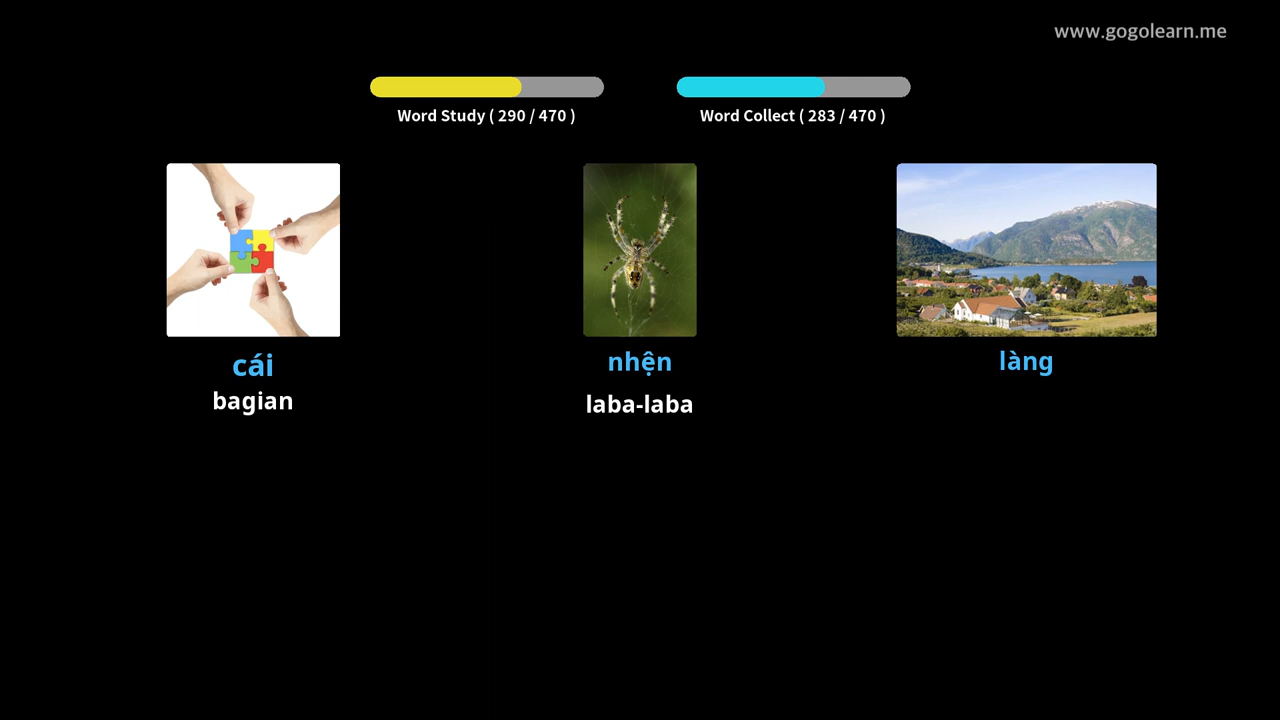 www.gogolearn.me
Word Study ( 290 / 470 )
Word Collect ( 283 / 470 )
cái
bagian
nhện
laba-laba
làng